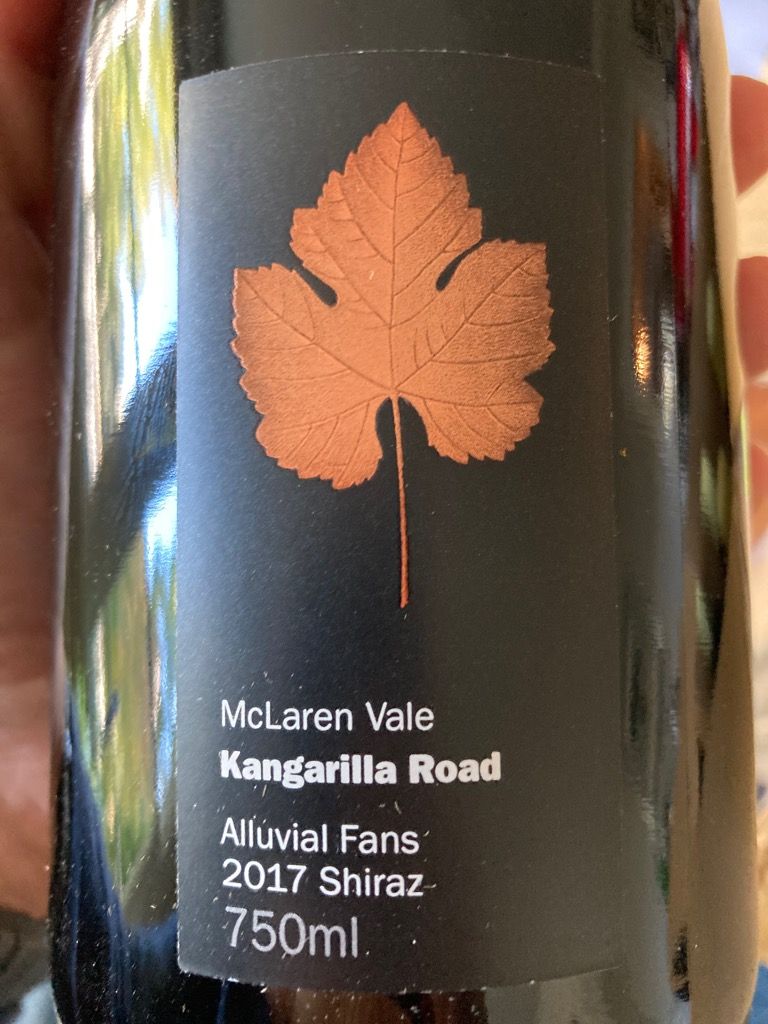 McLaren Vale
Kangarilla Road
Alluvial Fans
2017 Shiraz
750ml